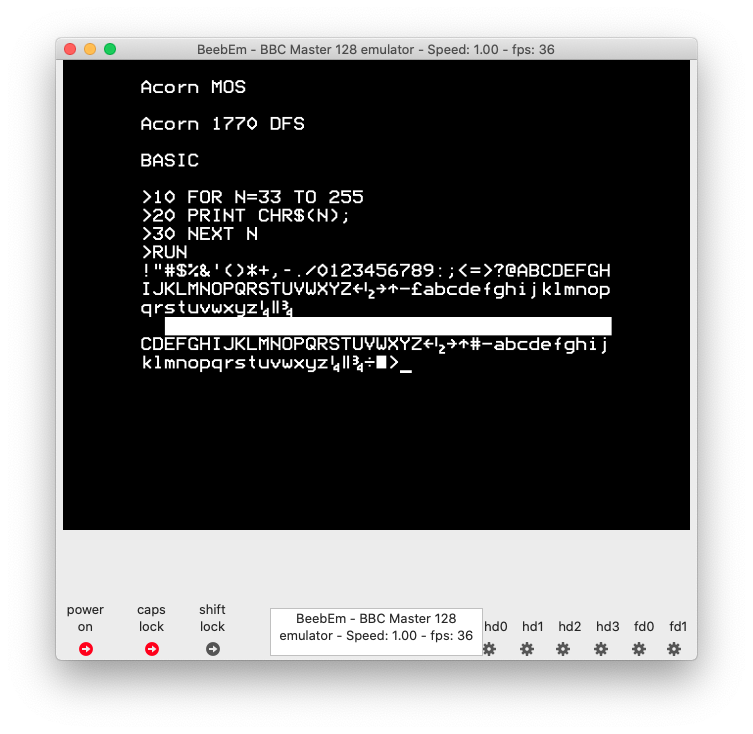 BeebEm - BBC Master 128 emulator - Speed: 1.00 - fps: 36
Acorn MOS
Acorn 1770 DFS
BASIC
>10 FOR N=33 TO 255
>20 PRINT CHR$(N);
>30 NEXT N
>RUN
!"#$%&'()*+,-./0123456789:;<=>?@ABCDEFGH
IJKLMNOPQRSTUVWXYZ←½→↑–£abcdefghijklmnop
qrstuvwxyz¼‖¾
CDEFGHIJKLMNOPQRSTUVWXYZ←½→↑#–abcdefghij
klmnopqrstuvwxyz¼‖¾÷█>_
power on
caps lock
shift lock
BeebEm - BBC Master 128
emulator - Speed: 1.00 - fps: 36
hd0 hd1 hd2 hd3 fd0 fd1